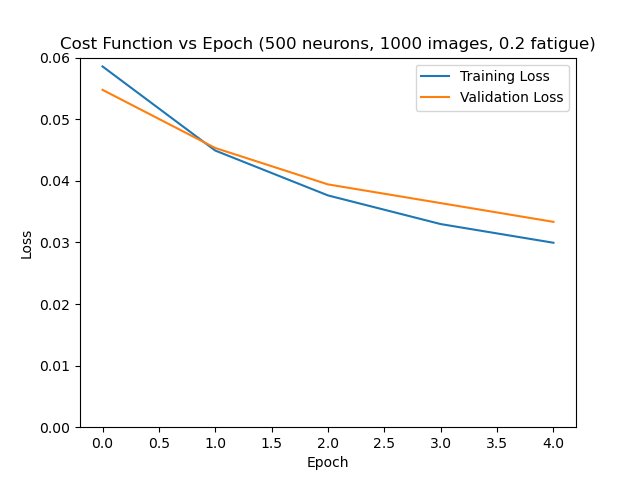 Cost Function vs Epoch (500 neurons, 1000 images, 0.2 fatigue)
Training Loss
Validation Loss
0.06
0.05
0.04
0.03
0.02
0.01
0.00
Loss
0.0 0.5 1.0 1.5 2.0 2.5 3.0 3.5 4.0
Epoch